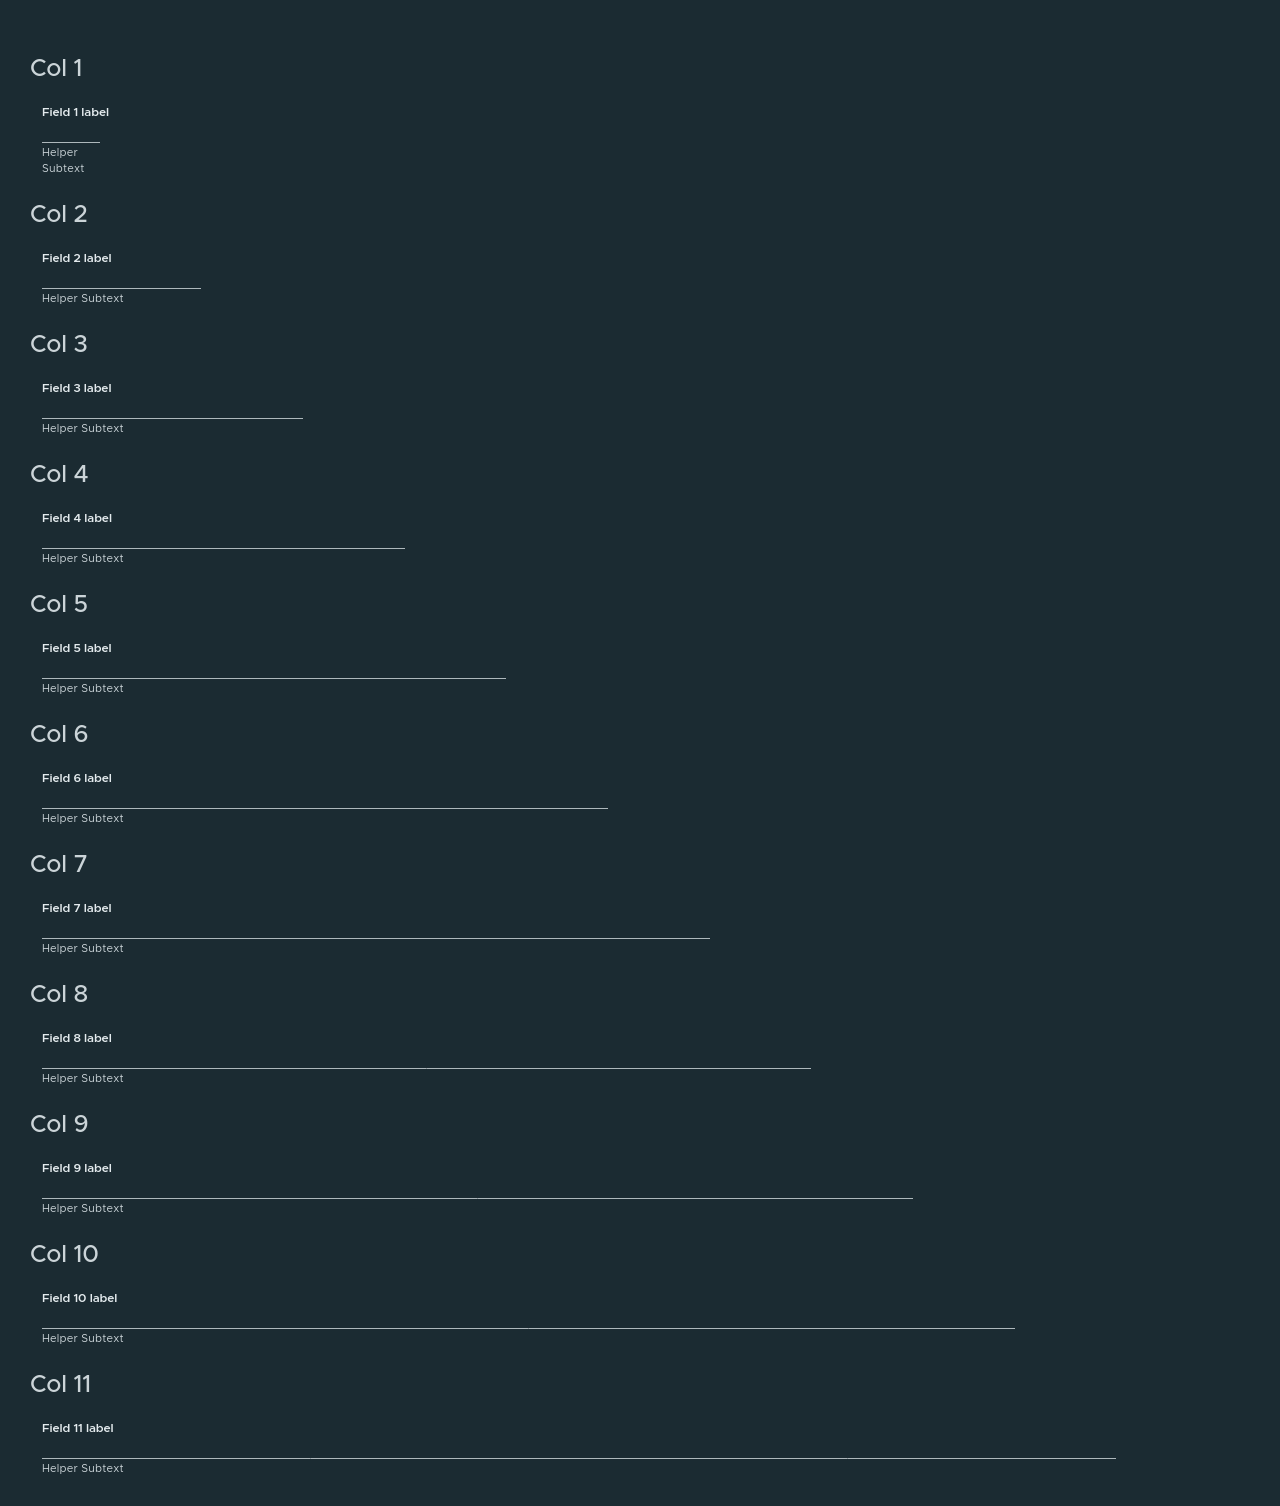 Col 1
Field 1 label
Helper
Subtext
Col 2
Field 2 label
Helper Subtext
Col 3
Field 3 label
Helper Subtext
Col 4
Field 4 label
Helper Subtext
Col 5
Field 5 label
Helper Subtext
Col 6
Field 6 label
Helper Subtext
Col 7
Field 7 label
Helper Subtext
Col 8
Field 8 label
Helper Subtext
Col 9
Field 9 label
Helper Subtext
Col 10
Field 10 label
Helper Subtext
Col 11
Field 11 label
Helper Subtext